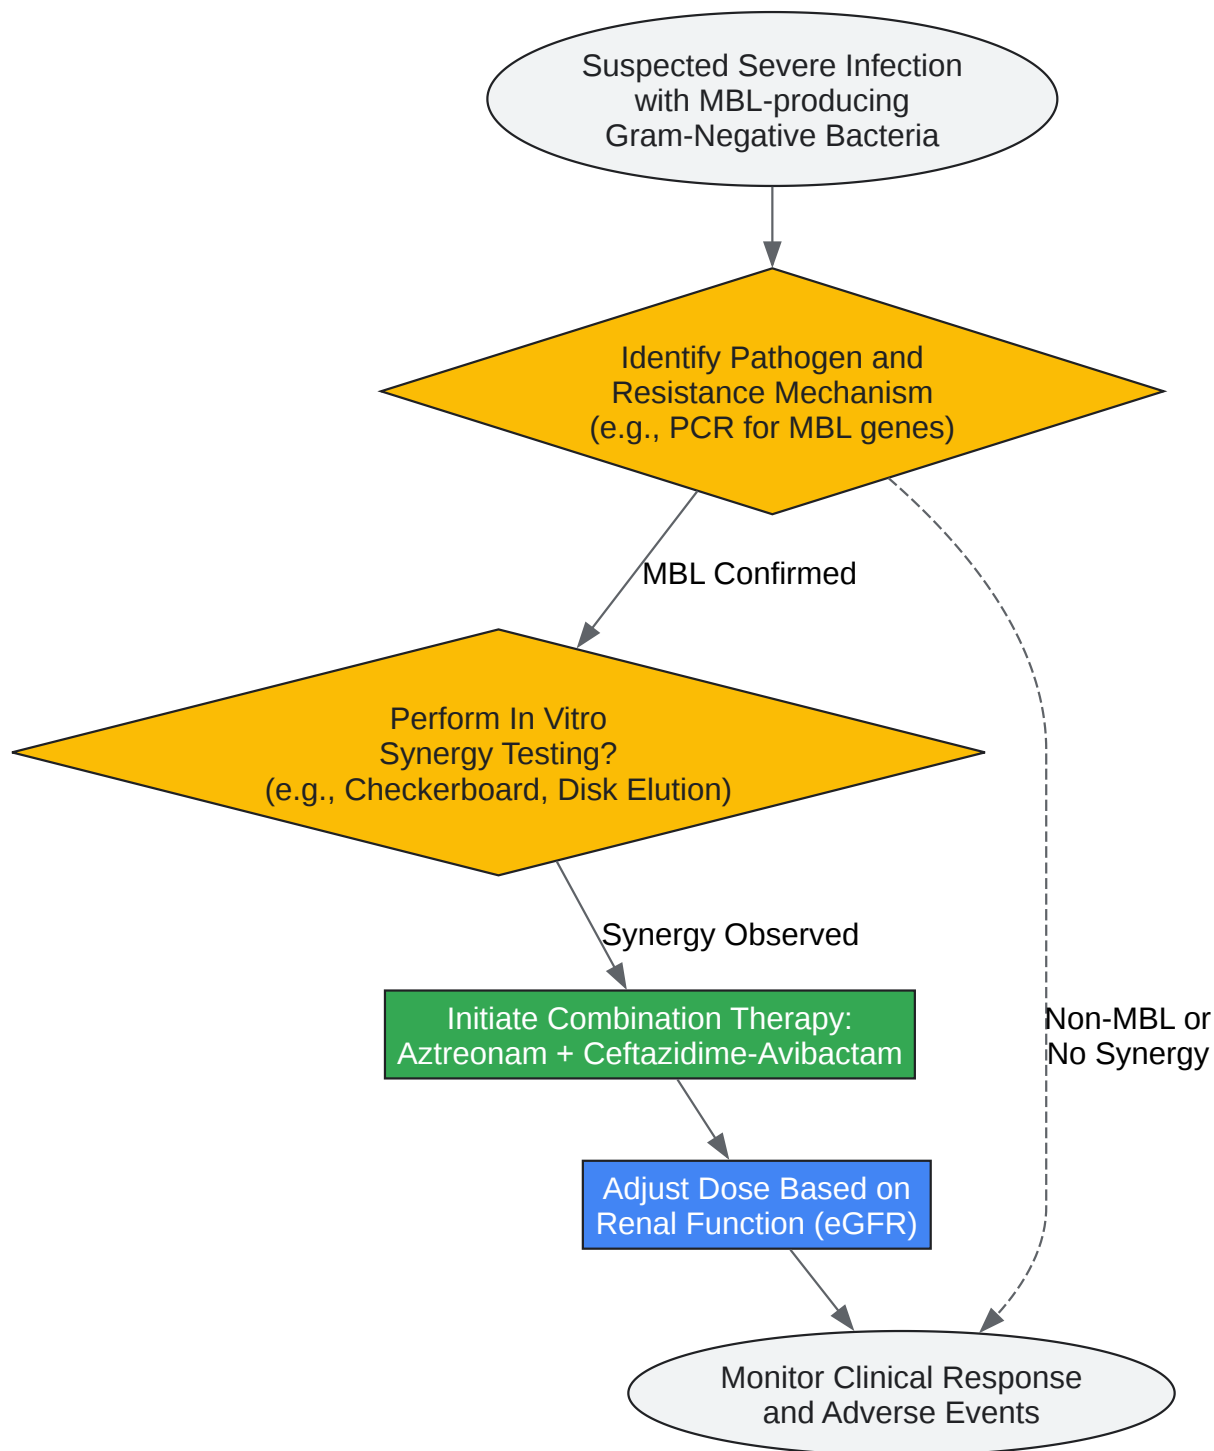 Suspected Severe Infection
with MBL-producing
Gram-Negative Bacteria
Identify Pathogen and
Resistance Mechanism
(e.g., PCR for MBL genes)
MBL Confirmed
Perform In Vitro
Synergy Testing?
(e.g., Checkerboard, Disk Elution)
Synergy Observed
Initiate Combination Therapy:
Aztreonam + Ceftazidime-Avibactam
Non-MBL or
No Synergy
Adjust Dose Based on
Renal Function (eGFR)
Monitor Clinical Response
and Adverse Events